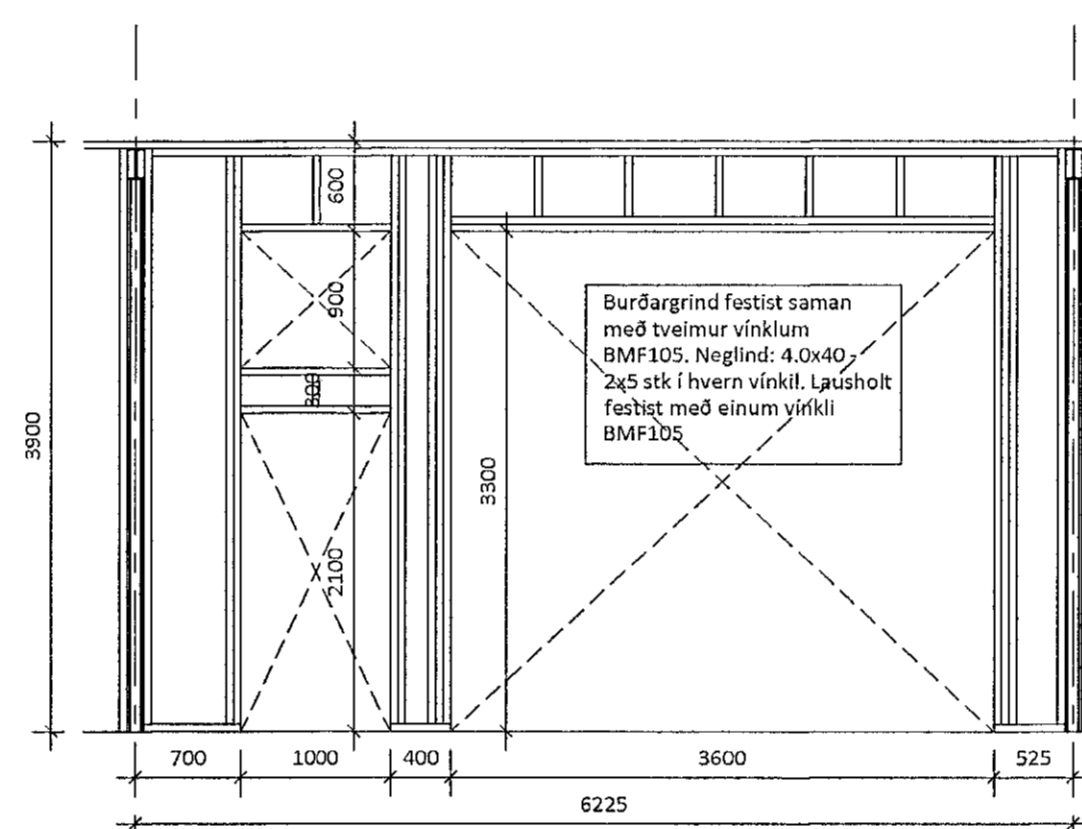 600
900
300
2100
3900
3300
Burðargrind festist saman
með tveimur vínklum
BMF105. Neglind: 4.0x40 -
2x5 stk í hvern vínkil. Lausholt
festist með einum vínkli
BMF105
700 1000 400 3600 525
6225